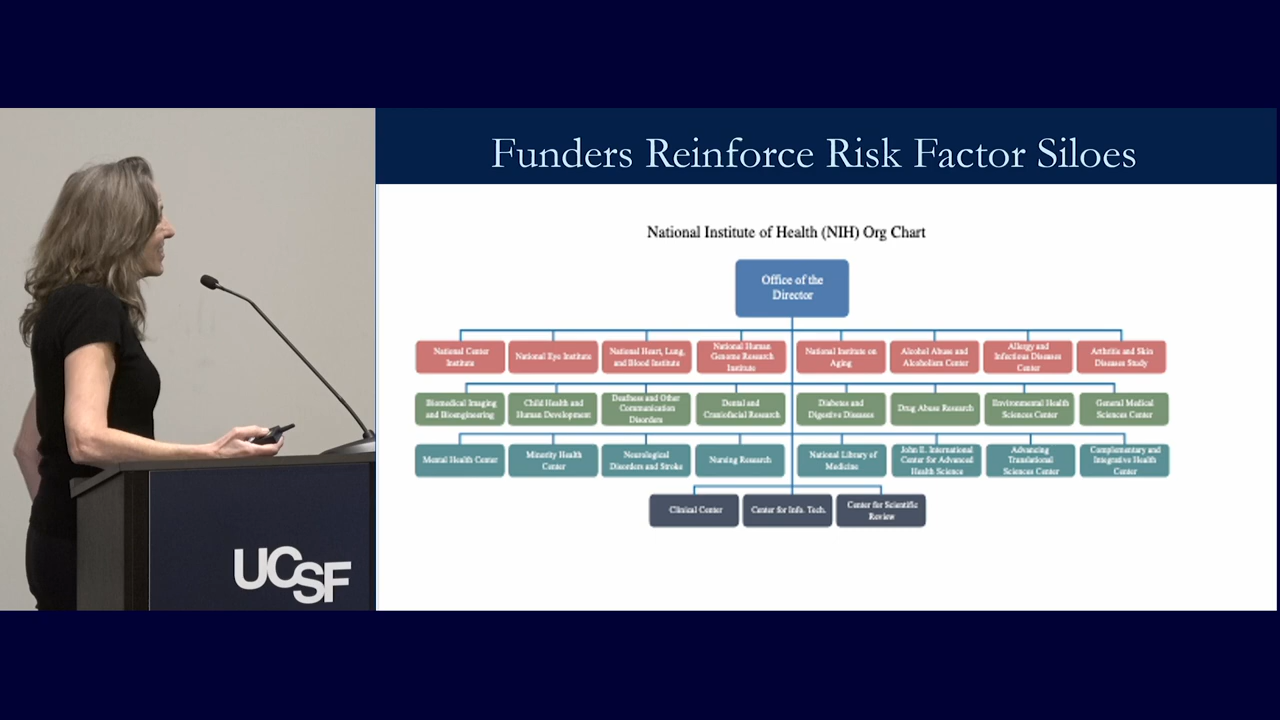 Funders Reinforce Risk Factor Siloes
National Institute of Health (NIH) Org Chart
Office of the
Director
National Center
Institute
National Eye Institute
National Heart, Lung,
and Blood Institute
National Human
Genome Research
Institute
National Institute on
Aging
Alcohol Abuse and
Alcoholism Center
Allergy and
Infectious Diseases
Center
Arthritis and Skin
Diseases Study
Biomedical Imaging
and Bioengineering
Child Health and
Human Development
Deafness and Other
Communication
Disorders
Dental and
Craniofacial Research
Diabetes and
Digestive Diseases
Drug Abuse Research
Environmental Health
Sciences Center
General Medical
Sciences Center
Mental Health Center
Minority Health
Center
Neurological
Disorders and Stroke
Nursing Research
National Library of
Medicine
John E. International
Center for Advanced
Health Science
Advancing
Translational
Sciences Center
Complementary and
Integrative Health
Center
Clinical Center
Center for Info. Tech.
Center for Scientific
Review
UCSF